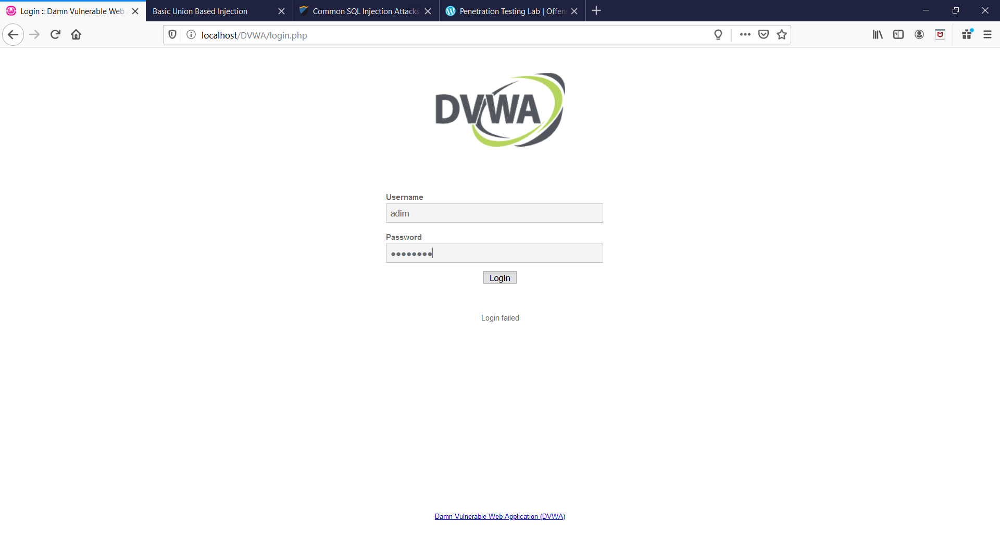 Login :: Damn Vulnerable Web
Basic Union Based Injection
Common SQL Injection Attacks
Penetration Testing Lab | Offen
localhost/DVWA/login.php
DVWA
Username
adim
Password
Login
Login failed
Damn Vulnerable Web Application (DVWA)